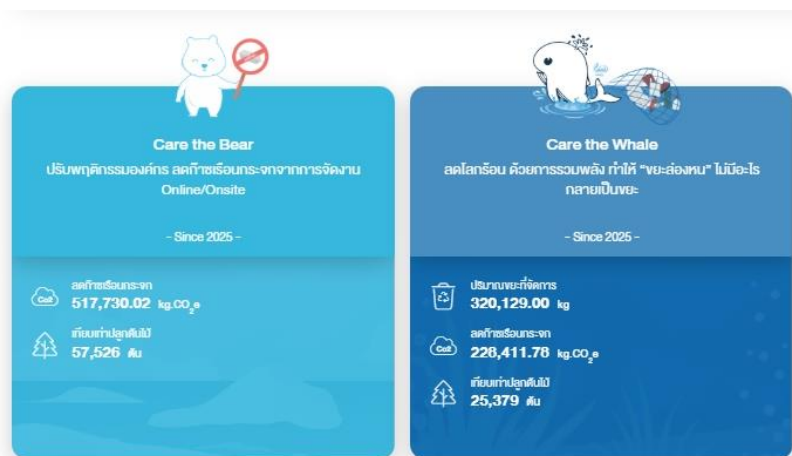 Care the Bear
ปรับพฤติกรรมองค์กร ลดก๊าซเรือนกระจกจากการจัดงาน
Online/Onsite
- Since 2025 -
Co2
ลดก๊าซเรือนกระจก
517,730.02 kg.CO2e
เทียบเท่าปลูกต้นไม้
57,526 ต้น
Care the Whale
ลดโลกร้อน ด้วยการรวมพลัง ทำให้ “ขยะล่องหน” ไม่มีอะไร
กลายเป็นขยะ
- Since 2025 -
ปริมาณขยะที่จัดการ
320,129.00 kg
Co2
ลดก๊าซเรือนกระจก
228,411.78 kg.CO2e
เทียบเท่าปลูกต้นไม้
25,379 ต้น